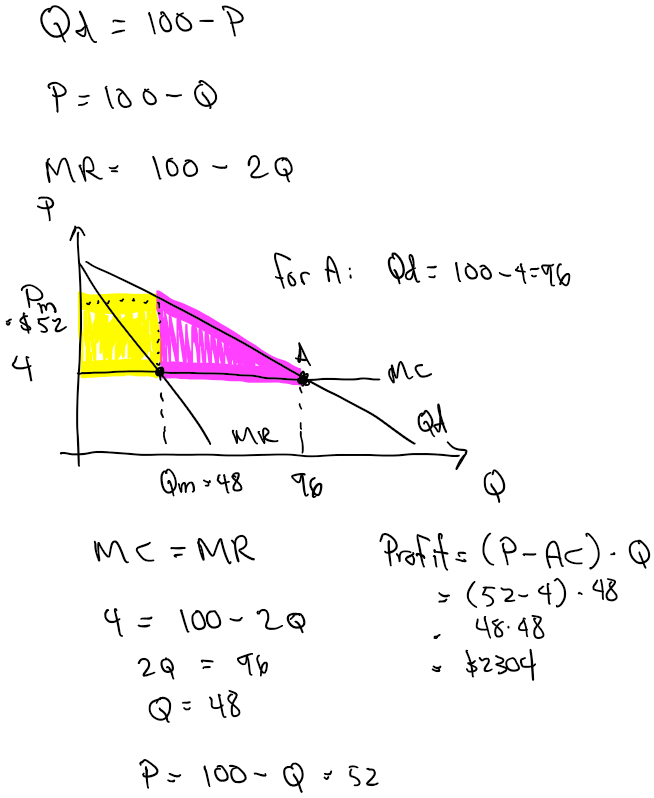 Qd = 100 - P
P = 100 - Q
MR = 100 - 2Q
P
for A: Qd = 100 - 4 = 96
Pm
= $52
A
4
MC
Qd
MR
Qm = 48
96
Q
MC = MR
Profit = (P - AC) · Q
= (52 - 4) · 48
4 = 100 - 2Q
= 48·48
2Q = 96
= $2304
Q = 48
P = 100 - Q = 52